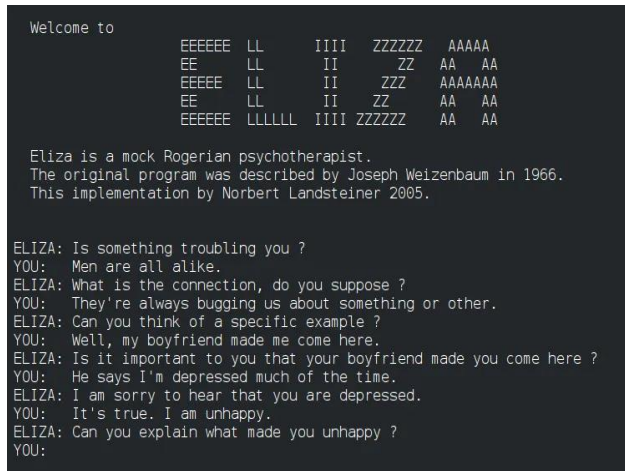 Welcome to
EEEEEE LL IIII ZZZZZZ AAAAA
EE LL II ZZ AA AA
EEEEE LL II ZZZ AAAAAAA
EE LL II ZZ AA AA
EEEEEE LLLLLL IIII ZZZZZZ AA AA
Eliza is a mock Rogerian psychotherapist.
The original program was described by Joseph Weizenbaum in 1966.
This implementation by Norbert Landsteiner 2005.
ELIZA: Is something troubling you ?
YOU: Men are all alike.
ELIZA: What is the connection, do you suppose ?
YOU: They're always bugging us about something or other.
ELIZA: Can you think of a specific example ?
YOU: Well, my boyfriend made me come here.
ELIZA: Is it important to you that your boyfriend made you come here ?
YOU: He says I'm depressed much of the time.
ELIZA: I am sorry to hear that you are depressed.
YOU: It's true. I am unhappy.
ELIZA: Can you explain what made you unhappy ?
YOU: